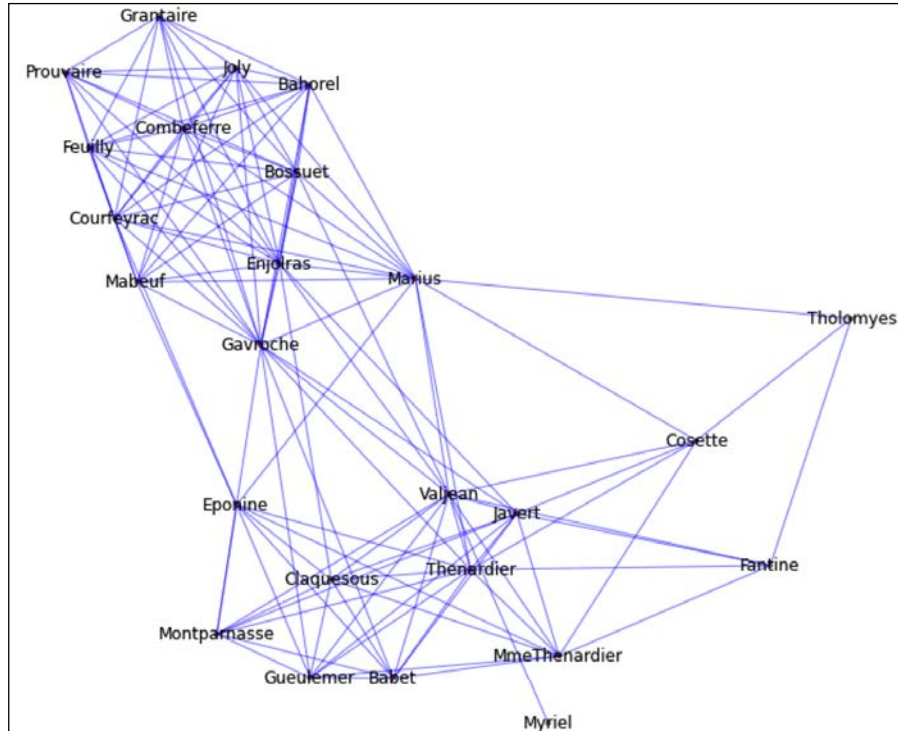 Grantaire
Prouvaire
Joly
Bahorel
Combeferre
Feuilly
Bossuet
Courfeyrac
Enjolras
Mabeuf
Marius
Tholomyes
Gavroche
Cosette
Valjean
Eponine
Javert
Fantine
Thenardier
Claquesous
Montparnasse
MmeThenardier
Gueulemer
Babet
Myriel